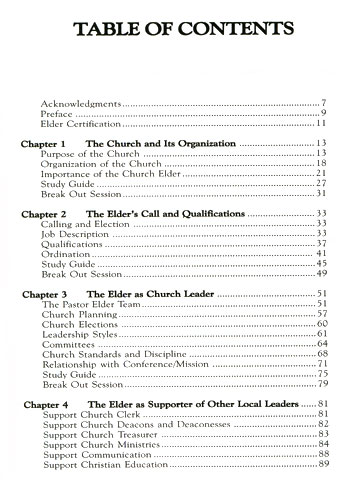 TABLE OF CONTENTS
Acknowledgments........................................................7
Preface ........................................................9
Elder Certification........................................................11
Chapter 1 The Church and Its Organization ....................13
Purpose of the Church ........................................13
Organization of the Church ........................................18
Importance of the Church Elder........................................21
Study Guide ........................................27
Break Out Session........................................31
Chapter 2 The Elder's Call and Qualifications ....................33
Calling and Election ........................................33
Job Description ........................................33
Qualifications ........................................37
Ordination ........................................41
Study Guide ........................................45
Break Out Session........................................49
Chapter 3 The Elder as Church Leader ..............................51
The Pastor Elder Team........................................51
Church Planning ........................................57
Church Elections ........................................60
Leadership Styles........................................61
Committees ........................................64
Church Standards and Discipline ..............................68
Relationship with Conference/Mission ....................71
Study Guide ........................................75
Break Out Session ........................................79
Chapter 4 The Elder as Supporter of Other Local Leaders .....81
Support Church Clerk ........................................81
Support Church Deacons and Deaconesses ....................82
Support Church Treasurer ........................................83
Support Church Ministries........................................84
Support Communication ........................................88
Support Christian Education........................................89